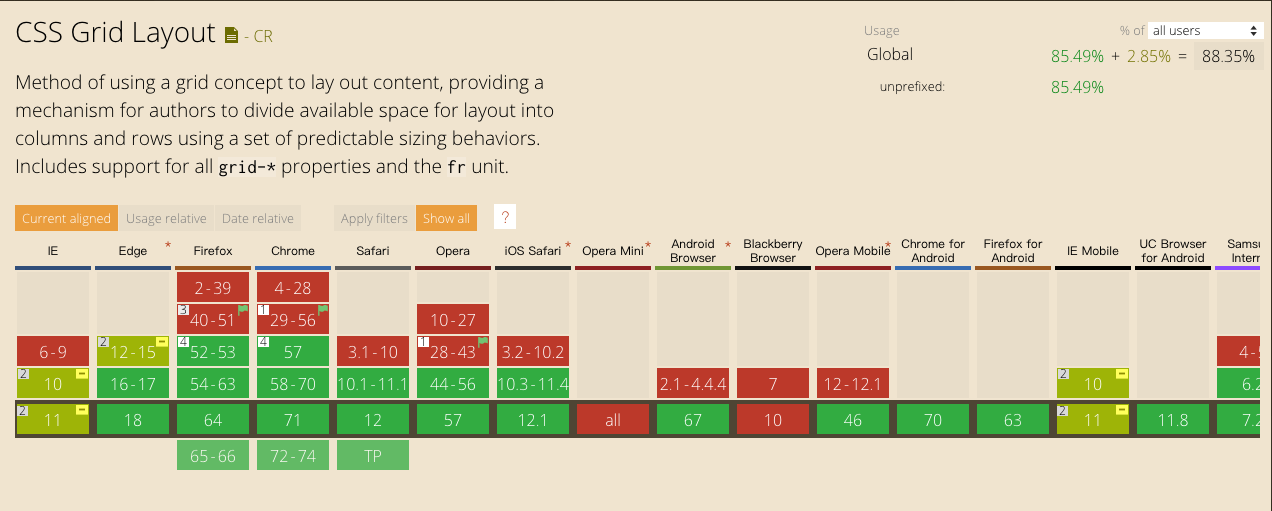 CSS Grid Layout - CR
Usage % of all users
Global 85.49% + 2.85% = 88.35%
unprefixed: 85.49%
Method of using a grid concept to lay out content, providing a
mechanism for authors to divide available space for layout into
columns and rows using a set of predictable sizing behaviors.
Includes support for all grid-* properties and the fr unit.
Current aligned Usage relative Date relative Apply filters Show all ?
IE Edge * Firefox Chrome Safari Opera iOS Safari * Opera Mini * Android Browser * Blackberry Browser Opera Mobile * Chrome for Android Firefox for Android IE Mobile UC Browser for Android
2-39 4-28
3 40-51 1 29-56 10-27
6-9 2 12-15 4 52-53 4 57 3.1-10 1 28-43 3.2-10.2
2 10 16-17 54-63 58-70 10.1-11.1 44-56 10.3-11.4 2.1-4.4.4 7 12-12.1 2 10
2 11 18 64 71 12 57 12.1 all 67 10 46 70 63 2 11 11.8
65-66 72-74 TP